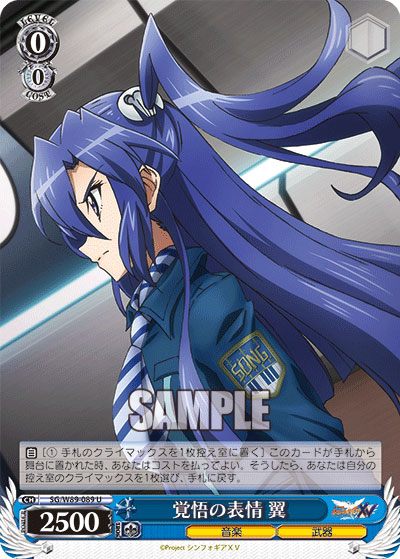 LEVEL
0
0
COST
SONG
SAMPLE
【自】[① 手札のクライマックスを1枚控え室に置く] このカードが手札から
舞台に置かれた時、あなたはコストを払ってよい。そうしたら、あなたは自分の
控え室のクライマックスを1枚選び、手札に戻す。
CH SG/W89-089 U
2500
覚悟の表情 翼
音楽
武器
©Project シンフォギアXV